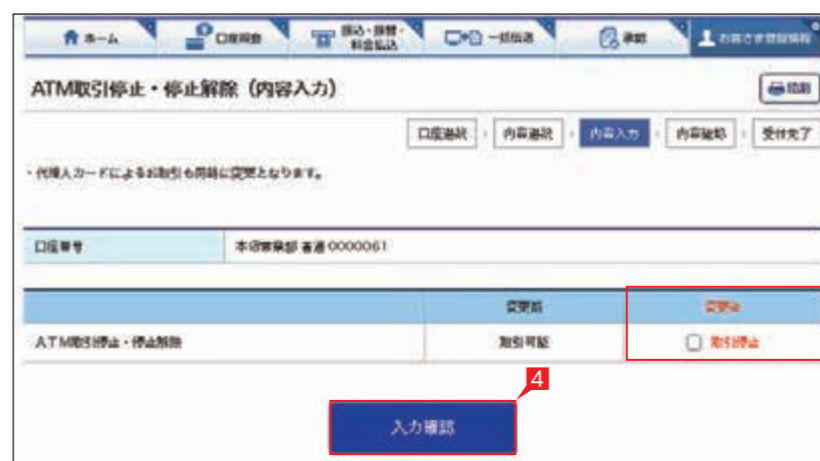 ホーム
口座照会
振込・振替・
料金払込
一括伝送
承認
お客さま登録情報
ATM取引停止・停止解除（内容入力）
印刷
口座選択
内容選択
内容入力
内容確認
受付完了
・代理人カードによるお取引も同時に変更となります。
口座番号 本店営業部 普通 0000061
変更前 変更後
ATM取引停止・停止解除 取引可能 取引停止
4
入力確認